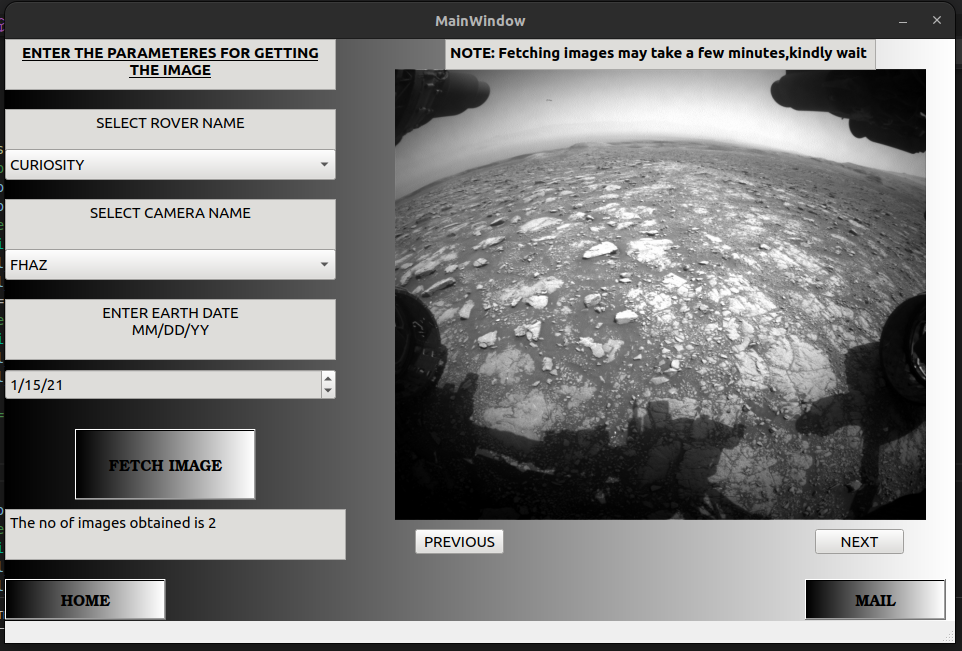 MainWindow
ENTER THE PARAMETERES FOR GETTING
THE IMAGE
NOTE: Fetching images may take a few minutes,kindly wait
SELECT ROVER NAME
CURIOSITY
SELECT CAMERA NAME
FHAZ
ENTER EARTH DATE
MM/DD/YY
1/15/21
FETCH IMAGE
The no of images obtained is 2
PREVIOUS
NEXT
HOME
MAIL